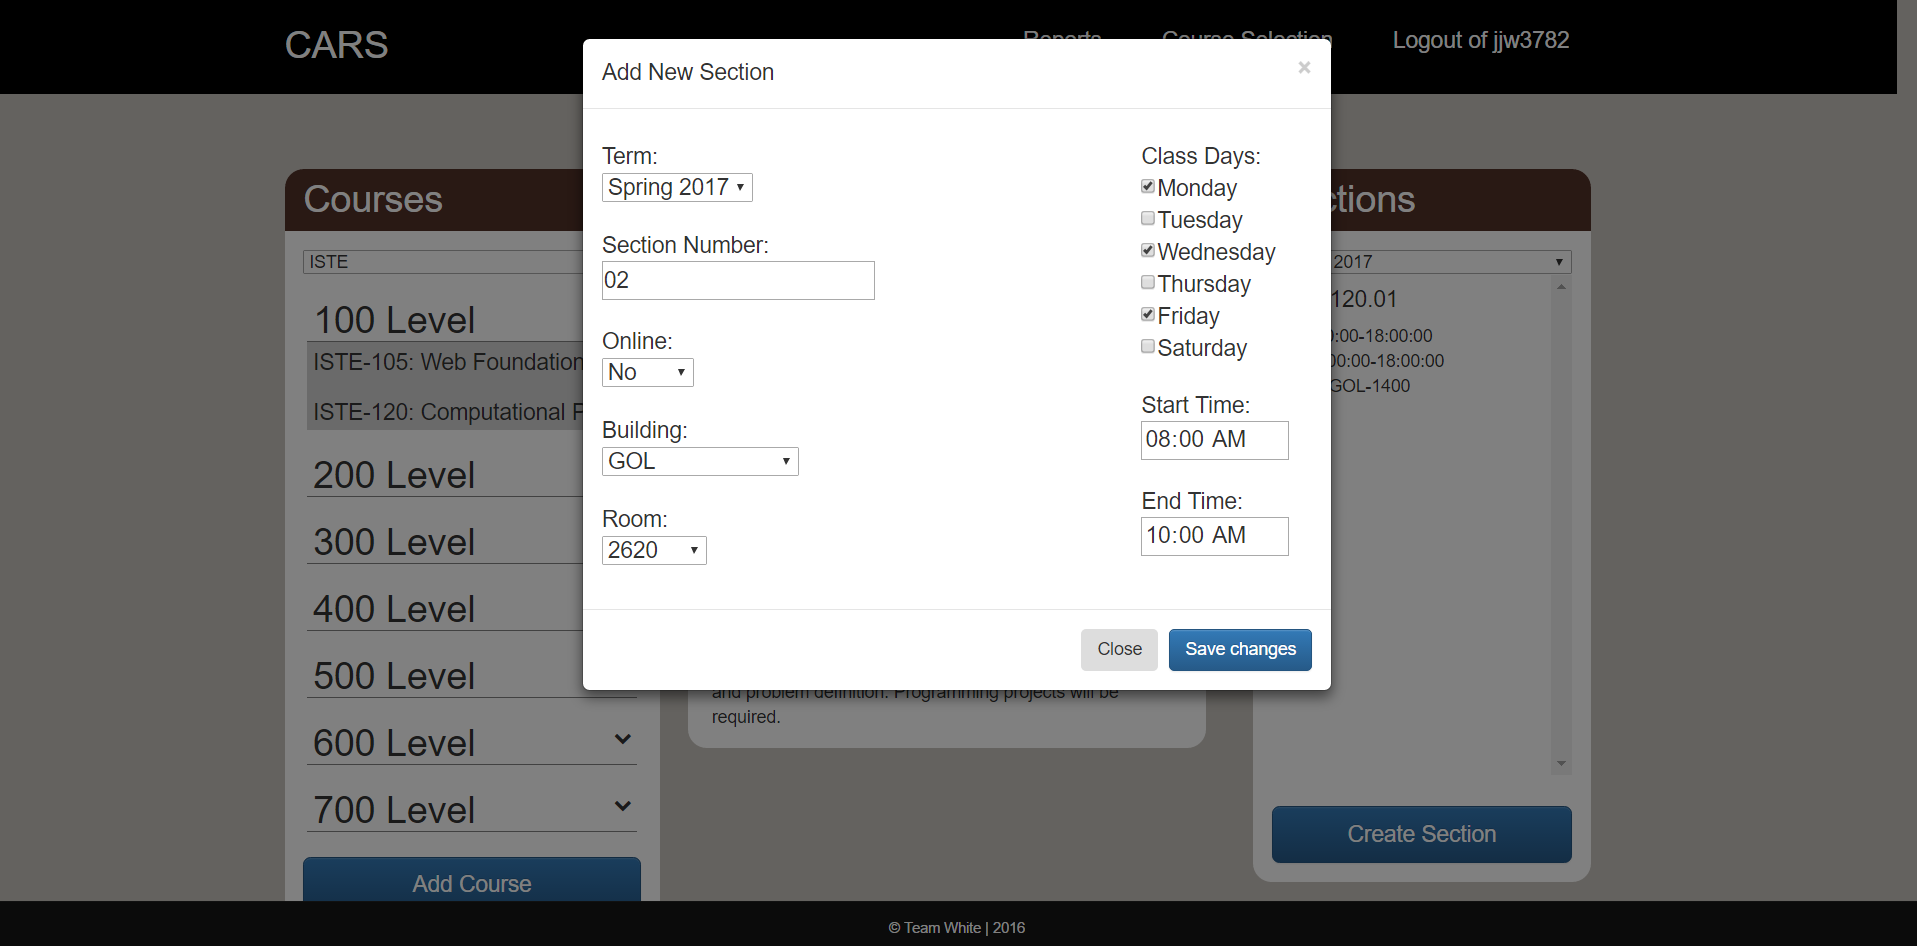 CARS
Reports
Course Selection
Logout of jjw3782
Add New Section
×
Term:
Spring 2017
Section Number:
02
Online:
No
Building:
GOL
Room:
2620
Class Days:
Monday
Tuesday
Wednesday
Thursday
Friday
Saturday
Start Time:
08:00 AM
End Time:
10:00 AM
Close
Save changes
Courses
ISTE
100 Level
ISTE-105: Web Foundation
ISTE-120: Computational
200 Level
300 Level
400 Level
500 Level
600 Level
700 Level
Add Course
and problem definition. Programming projects will be
required.
ctions
2017
120.01
:00-18:00:00
00:00-18:00:00
GOL-1400
Create Section
© Team White | 2016